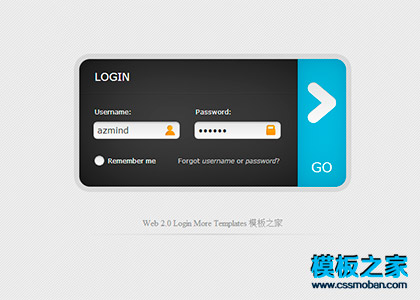 LOGIN
Username: Password:
azmind ••••••
Remember me Forgot username or password?
GO
Web 2.0 Login More Templates 模板之家
模板之家
www.cssmoban.com